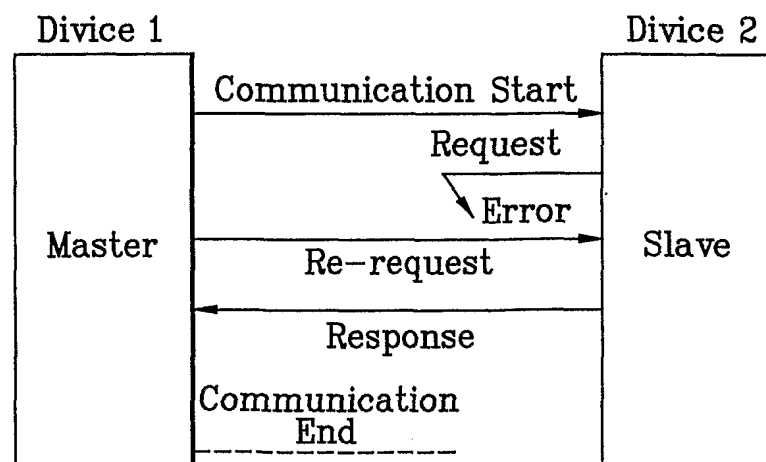 Divice 1
Divice 2
Communication Start
Request
Error
Master
Slave
Re-request
Response
Communication
End